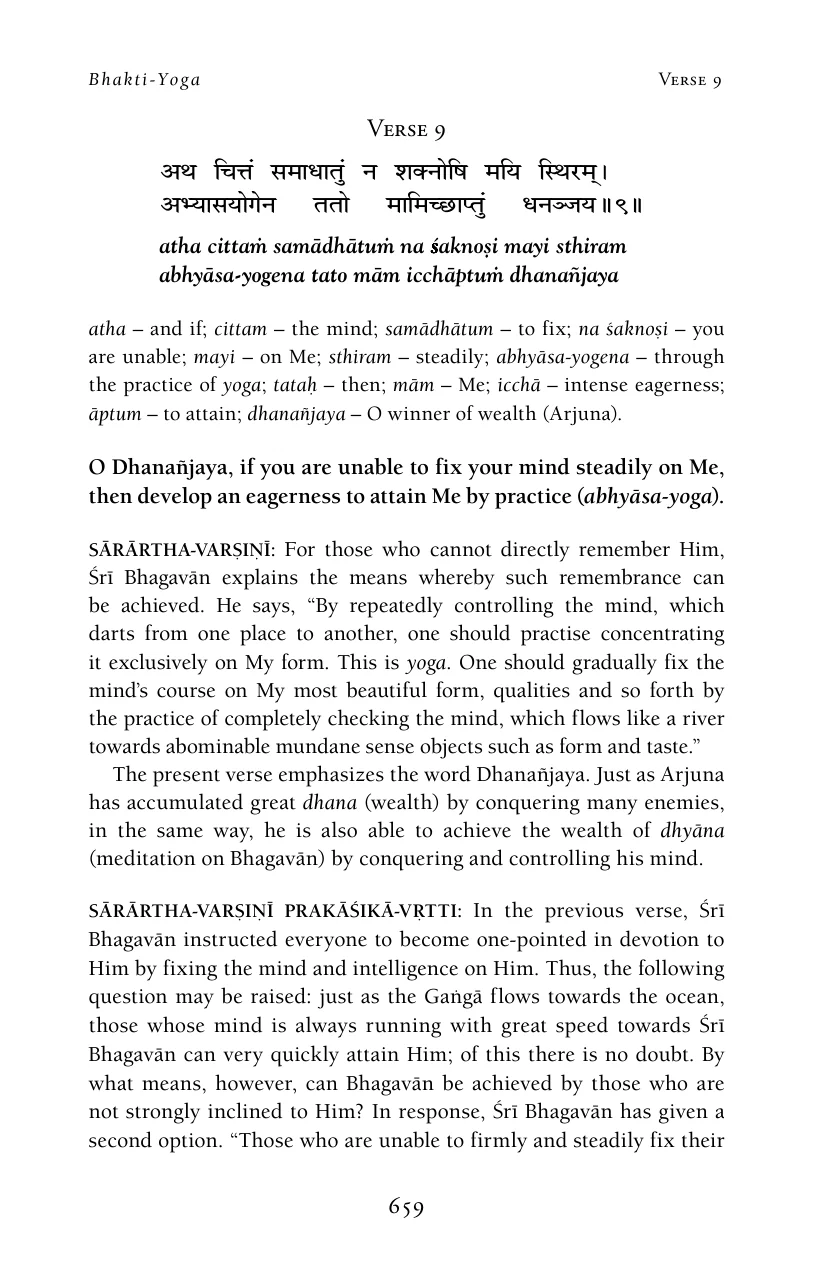 Bhakti-Yoga Verse 9
Verse 9
अथ चित्तं समाधातुं न शक्नोषि मयि स्थिरम्।
अभ्यासयोगेन ततो मामिच्छाप्तुं धनञ्जय॥९॥
atha cittaṁ samādhātuṁ na śaknoṣi mayi sthiram
abhyāsa-yogena tato mām icchāptuṁ dhanañjaya
atha – and if; cittam – the mind; samādhātum – to fix; na śaknoṣi – you
are unable; mayi – on Me; sthiram – steadily; abhyāsa-yogena – through
the practice of yoga; tataḥ – then; mām – Me; icchā – intense eagerness;
āptum – to attain; dhanañjaya – O winner of wealth (Arjuna).
O Dhanañjaya, if you are unable to fix your mind steadily on Me,
then develop an eagerness to attain Me by practice (abhyāsa-yoga).
SĀRĀRTHA-VARṢIṆĪ: For those who cannot directly remember Him,
Śrī Bhagavān explains the means whereby such remembrance can
be achieved. He says, “By repeatedly controlling the mind, which
darts from one place to another, one should practise concentrating
it exclusively on My form. This is yoga. One should gradually fix the
mind’s course on My most beautiful form, qualities and so forth by
the practice of completely checking the mind, which flows like a river
towards abominable mundane sense objects such as form and taste.”
The present verse emphasizes the word Dhanañjaya. Just as Arjuna
has accumulated great dhana (wealth) by conquering many enemies,
in the same way, he is also able to achieve the wealth of dhyāna
(meditation on Bhagavān) by conquering and controlling his mind.
SĀRĀRTHA-VARṢIṆĪ PRAKĀŚIKĀ-VṚTTI: In the previous verse, Śrī
Bhagavān instructed everyone to become one-pointed in devotion to
Him by fixing the mind and intelligence on Him. Thus, the following
question may be raised: just as the Gaṅgā flows towards the ocean,
those whose mind is always running with great speed towards Śrī
Bhagavān can very quickly attain Him; of this there is no doubt. By
what means, however, can Bhagavān be achieved by those who are
not strongly inclined to Him? In response, Śrī Bhagavān has given a
second option. “Those who are unable to firmly and steadily fix their
659